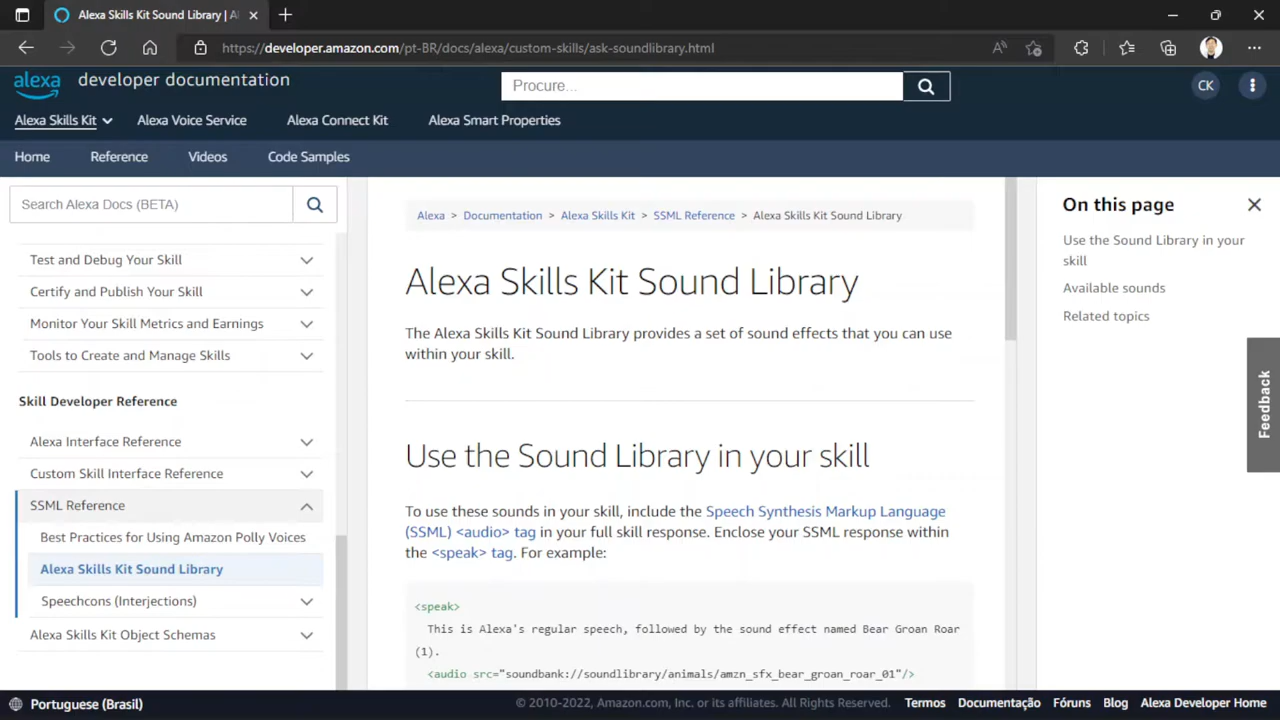 Alexa Skills Kit Sound Library | Al
https://developer.amazon.com/pt-BR/docs/alexa/custom-skills/ask-soundlibrary.html
alexa developer documentation
Procure...
CK
Alexa Skills Kit Alexa Voice Service Alexa Connect Kit Alexa Smart Properties
Home Reference Videos Code Samples
Search Alexa Docs (BETA)
Test and Debug Your Skill
Certify and Publish Your Skill
Monitor Your Skill Metrics and Earnings
Tools to Create and Manage Skills
Skill Developer Reference
Alexa Interface Reference
Custom Skill Interface Reference
SSML Reference
Best Practices for Using Amazon Polly Voices
Alexa Skills Kit Sound Library
Speechcons (Interjections)
Alexa Skills Kit Object Schemas
Alexa > Documentation > Alexa Skills Kit > SSML Reference > Alexa Skills Kit Sound Library
Alexa Skills Kit Sound Library
The Alexa Skills Kit Sound Library provides a set of sound effects that you can use
within your skill.
Use the Sound Library in your skill
To use these sounds in your skill, include the Speech Synthesis Markup Language
(SSML) <audio> tag in your full skill response. Enclose your SSML response within
the <speak> tag. For example:
<speak>
This is Alexa's regular speech, followed by the sound effect named Bear Groan Roar
(1).
<audio src="soundbank://soundlibrary/animals/amzn_sfx_bear_groan_roar_01"/>
On this page
Use the Sound Library in your
skill
Available sounds
Related topics
Feedback
Portuguese (Brasil)
© 2010-2022, Amazon.com, Inc. or its affiliates. All Rights Reserved.
Termos Documentação Fóruns Blog Alexa Developer Home